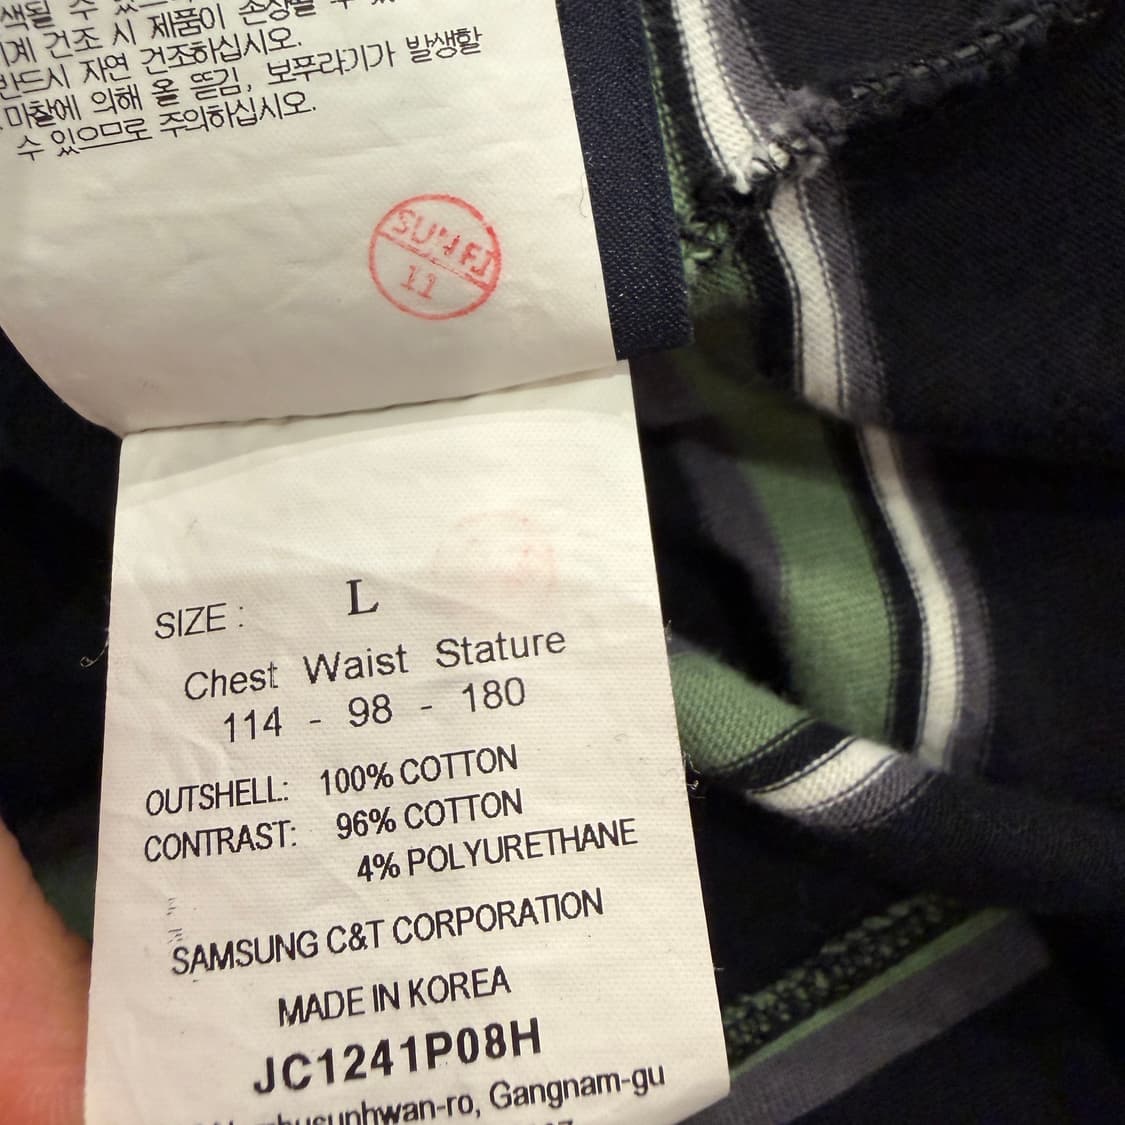 색될 수
계 건조 시 제품이 손상될 수
반드시 자연 건조하십시오.
마찰에 의해 올 뜯김, 보푸라기가 발생할
수 있으므로 주의하십시오.
SUNFI
11
SIZE : L
Chest Waist Stature
114 - 98 - 180
OUTSHELL: 100% COTTON
CONTRAST: 96% COTTON
4% POLYURETHANE
SAMSUNG C&T CORPORATION
MADE IN KOREA
JC1241P08H
Gangnam-gu